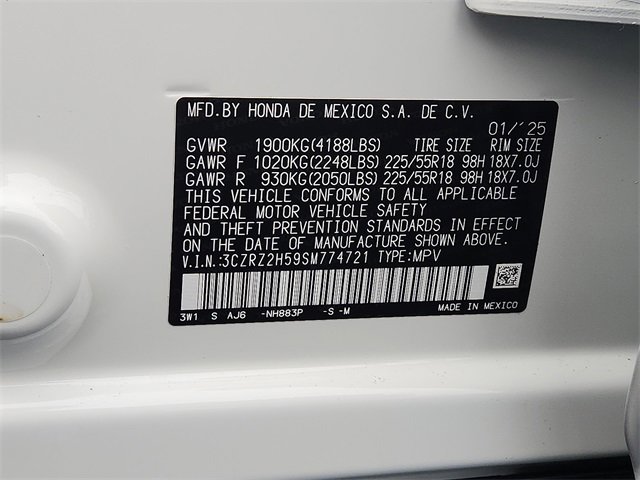 MFD.BY HONDA DE MEXICO S.A. DE C.V.
01/'25
GVWR 1900KG(4188LBS) TIRE SIZE RIM SIZE
GAWR F 1020KG(2248LBS) 225/55R18 98H 18X7.0J
GAWR R 930KG(2050LBS) 225/55R18 98H 18X7.0J
THIS VEHICLE CONFORMS TO ALL APPLICABLE
FEDERAL MOTOR VEHICLE SAFETY
AND THEFT PREVENTION STANDARDS IN EFFECT
ON THE DATE OF MANUFACTURE SHOWN ABOVE.
V.I.N.:3CZRZ2H59SM774721 TYPE:MPV
3W1 S AJ6 -NH883P -S -M MADE IN MEXICO